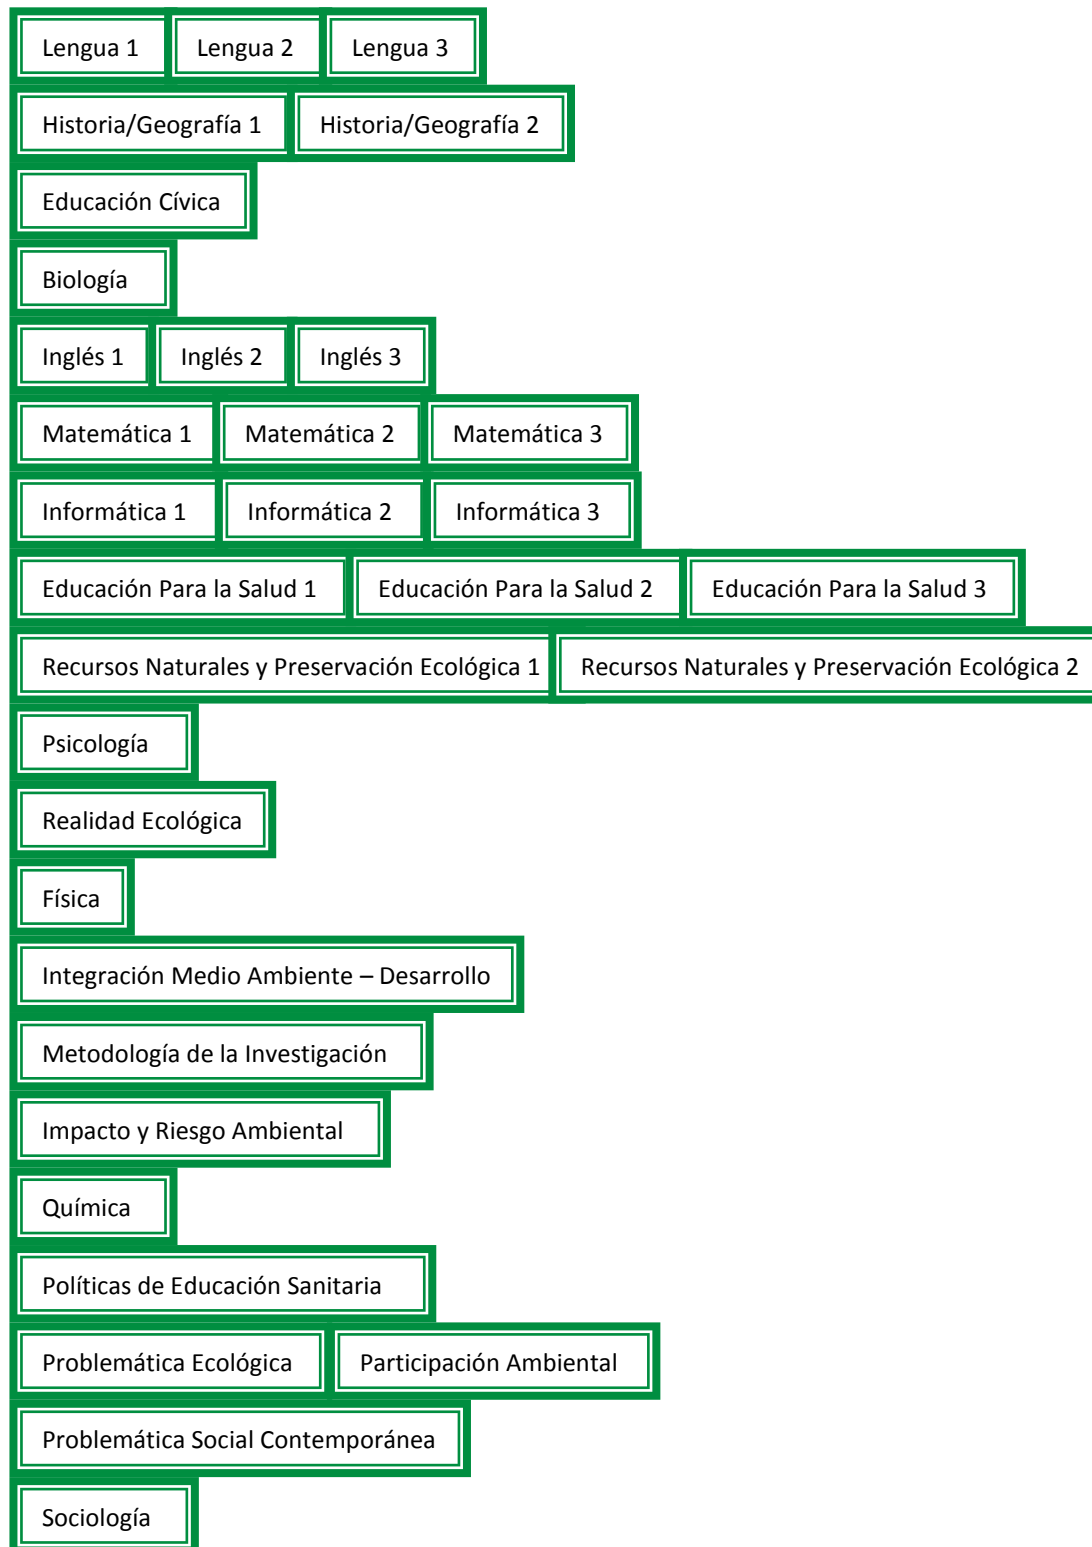 Lengua 1 Lengua 2 Lengua 3
Historia/Geografía 1 Historia/Geografía 2
Educación Cívica
Biología
Inglés 1 Inglés 2 Inglés 3
Matemática 1 Matemática 2 Matemática 3
Informática 1 Informática 2 Informática 3
Educación Para la Salud 1 Educación Para la Salud 2 Educación Para la Salud 3
Recursos Naturales y Preservación Ecológica 1 Recursos Naturales y Preservación Ecológica 2
Psicología
Realidad Ecológica
Física
Integración Medio Ambiente – Desarrollo
Metodología de la Investigación
Impacto y Riesgo Ambiental
Química
Políticas de Educación Sanitaria
Problemática Ecológica Participación Ambiental
Problemática Social Contemporánea
Sociología